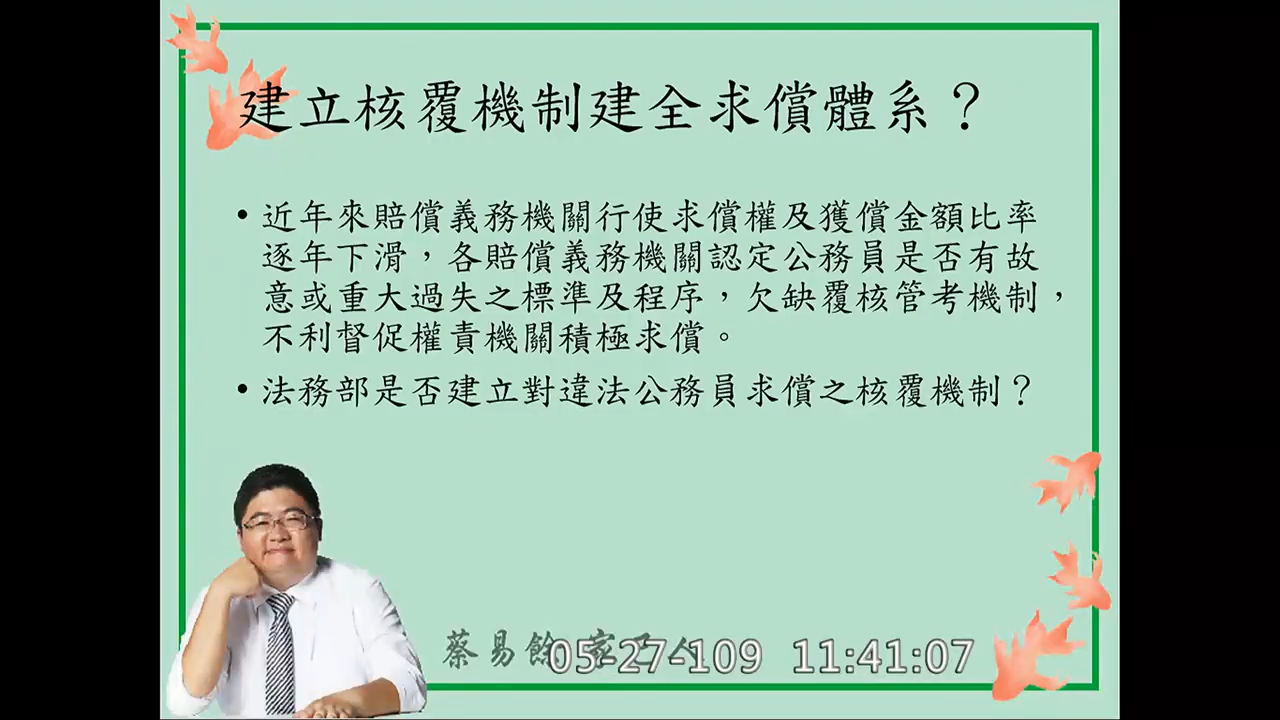 建立核覆機制建全求償體系？
• 近年來賠償義務機關行使求償權及獲償金額比率
逐年下滑，各賠償義務機關認定公務員是否有故
意或重大過失之標準及程序，欠缺覆核管考機制，
不利督促權責機關積極求償。
• 法務部是否建立對違法公務員求償之核覆機制？
蔡易餘
05-27-109 11:41:07